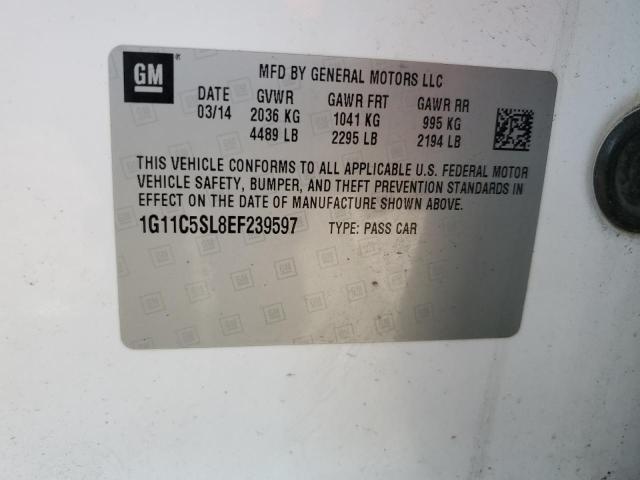 GM
MFD BY GENERAL MOTORS LLC
DATE GVWR GAWR FRT GAWR RR
03/14 2036 KG 1041 KG 995 KG
4489 LB 2295 LB 2194 LB
THIS VEHICLE CONFORMS TO ALL APPLICABLE U.S. FEDERAL MOTOR
VEHICLE SAFETY, BUMPER, AND THEFT PREVENTION STANDARDS IN
EFFECT ON THE DATE OF MANUFACTURE SHOWN ABOVE.
1G11C5SL8EF239597 TYPE: PASS CAR